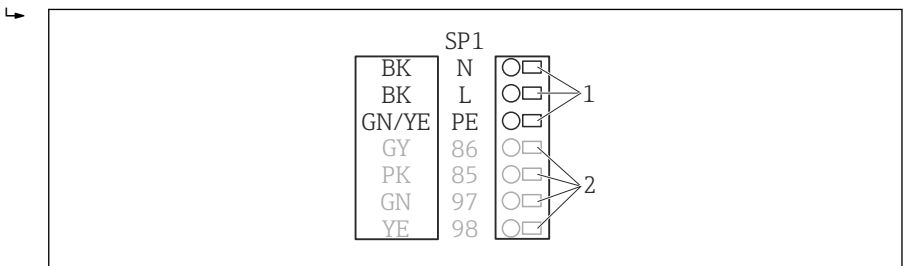 SP1
BK N
BK L 1
GN/YE PE
GY 86
PK 85 2
GN 97
YE 98